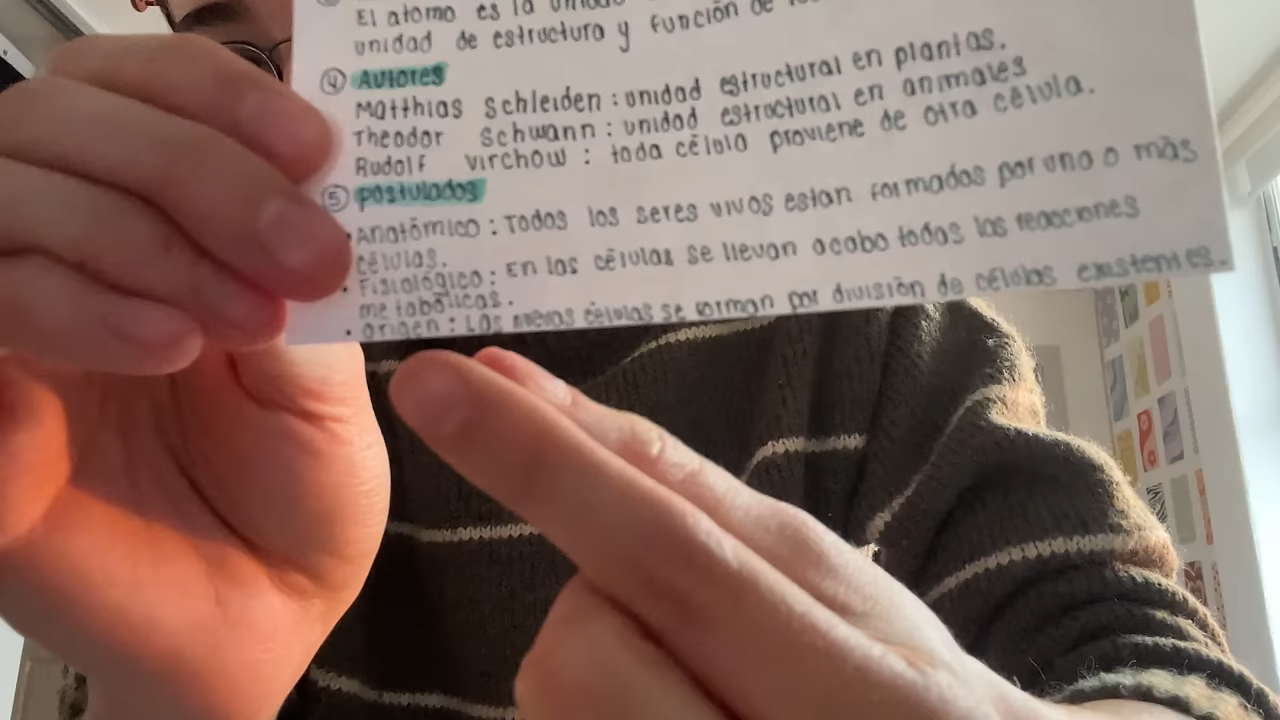 El atomo es la
unidad de estructura y función de
④ Autores
Matthias Schleiden : unidad estructural en plantas.
Theodor Schwann : unidad estructural en animales
Rudolf Virchow : toda célula proviene de otra célula.
⑤ postulados
• Anatómico : Todos los seres vivos estan formados por una o màs
células.
• Fisiológico : En las células se llevan acabo todas las reacciones
metabólicas.
• origen : Las nuevas células se forman por división de células existentes.